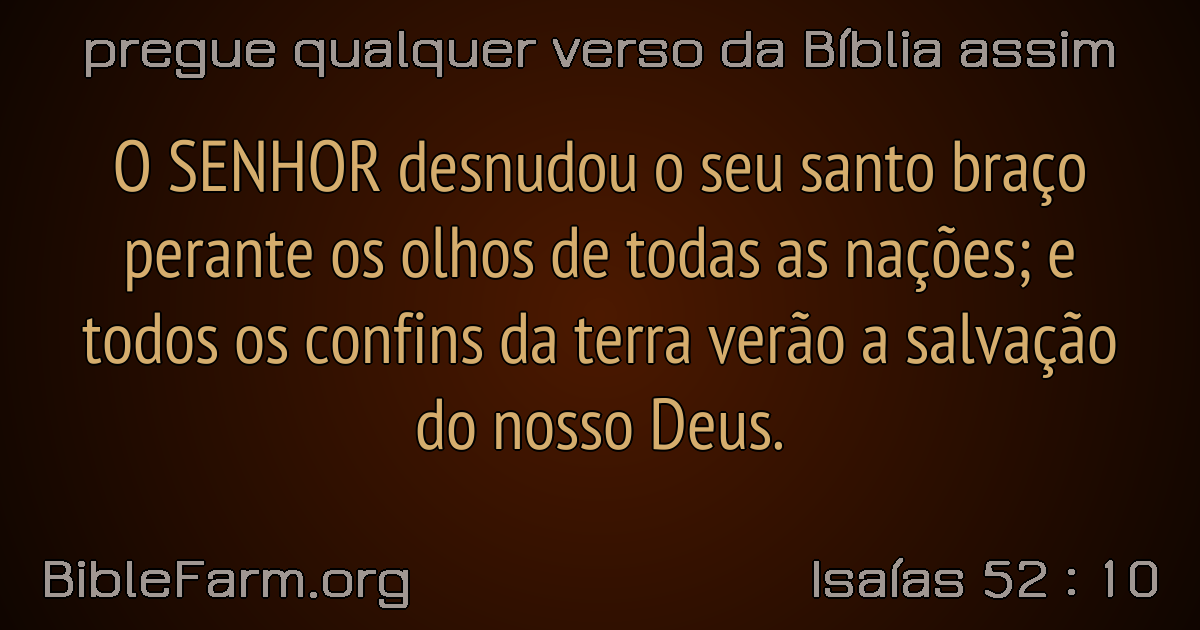 pregue qualquer verso da Bíblia assim
O SENHOR desnudou o seu santo braço
perante os olhos de todas as nações; e
todos os confins da terra verão a salvação
do nosso Deus.
BibleFarm.org
Isaías 52 : 10